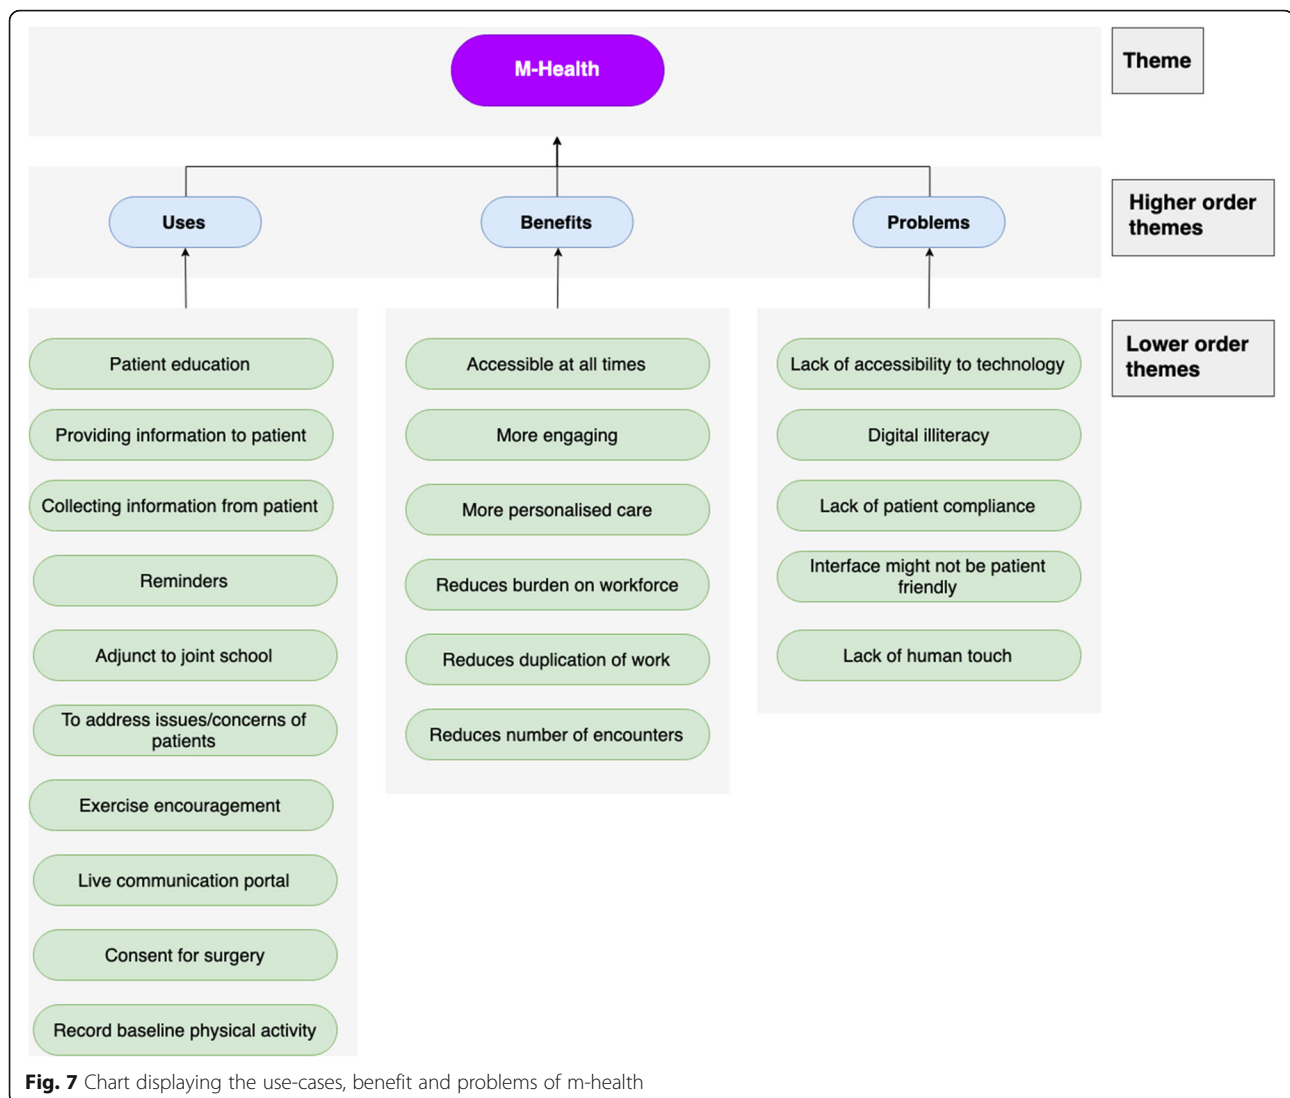 M-Health
Theme
Uses
Benefits
Problems
Higher order
themes
Lower order
themes
Patient education
Providing information to patient
Collecting information from patient
Reminders
Adjunct to joint school
To address issues/concerns of
patients
Exercise encouragement
Live communication portal
Consent for surgery
Record baseline physical activity
Accessible at all times
More engaging
More personalised care
Reduces burden on workforce
Reduces duplication of work
Reduces number of encounters
Lack of accessibility to technology
Digital illiteracy
Lack of patient compliance
Interface might not be patient
friendly
Lack of human touch
Fig. 7 Chart displaying the use-cases, benefit and problems of m-health